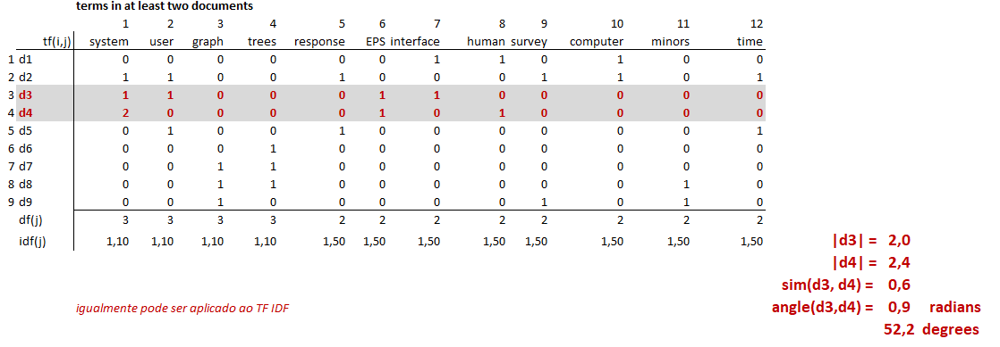 terms in at least two documents
1 2 3 4 5 6 7 8 9 10 11 12
tf(i,j) system user graph trees response EPS interface human survey computer minors time
1 d1 0 0 0 0 0 0 1 1 0 1 0 0
2 d2 1 1 0 0 1 0 0 0 1 1 0 1
3 d3 1 1 0 0 0 1 1 0 0 0 0 0
4 d4 2 0 0 0 0 1 0 1 0 0 0 0
5 d5 0 1 0 0 1 0 0 0 0 0 0 1
6 d6 0 0 0 1 0 0 0 0 0 0 0 0
7 d7 0 0 1 1 0 0 0 0 0 0 0 0
8 d8 0 0 1 1 0 0 0 0 0 0 1 0
9 d9 0 0 1 0 0 0 0 0 1 0 1 0
df(j) 3 3 3 3 2 2 2 2 2 2 2 2
idf(j) 1,10 1,10 1,10 1,10 1,50 1,50 1,50 1,50 1,50 1,50 1,50 1,50
|d3| = 2,0
|d4| = 2,4
sim(d3, d4) = 0,6
angle(d3,d4) = 0,9 radians
52,2 degrees
igualmente pode ser aplicado ao TF IDF